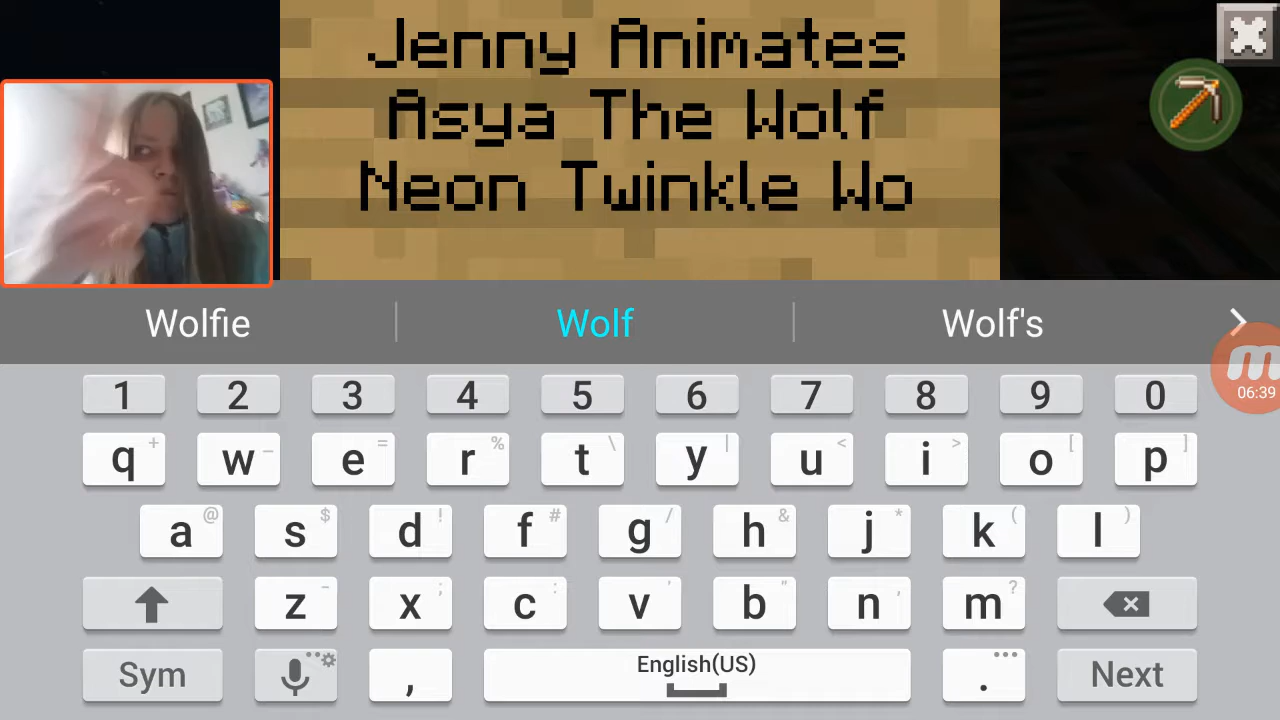 Jenny Animates
Asya The Wolf
Neon Twinkle Wo
Wolfie Wolf Wolf's
06:39
1 2 3 4 5 6 7 8 9 0
q + w - e = r % t \ y | u < i > o [ p ]
a @ s $ d ! f # g / h & j * k ( l )
z - x ; c : v ' b " n , m ?
Sym , English(US) . Next